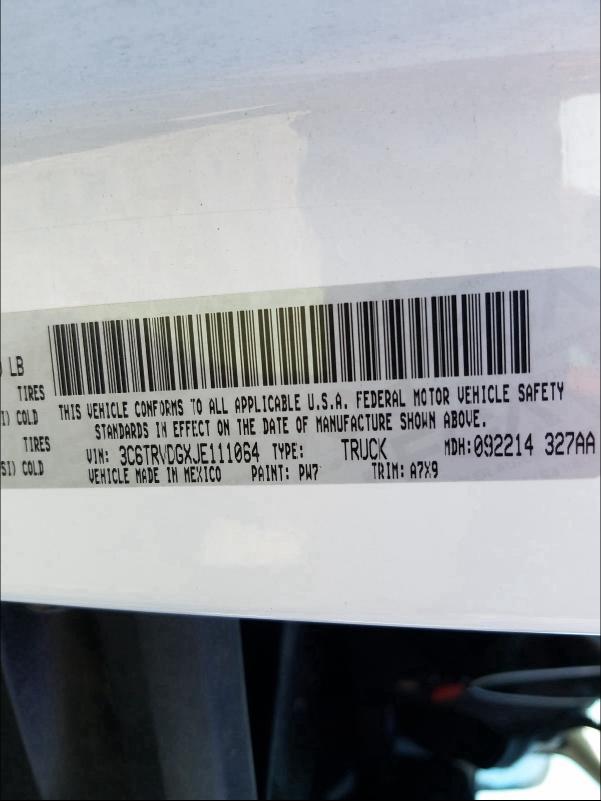 LB
TIRES
COLD
TIRES
SI) COLD
THIS VEHICLE CONFORMS TO ALL APPLICABLE U.S.A. FEDERAL MOTOR VEHICLE SAFETY
STANDARDS IN EFFECT ON THE DATE OF MANUFACTURE SHOWN ABOVE.
VIN: 3C6TRVDGXJE111064 TYPE: TRUCK MDH:092214 327AA
VEHICLE MADE IN MEXICO PAINT: PW7 TRIM: A7X9